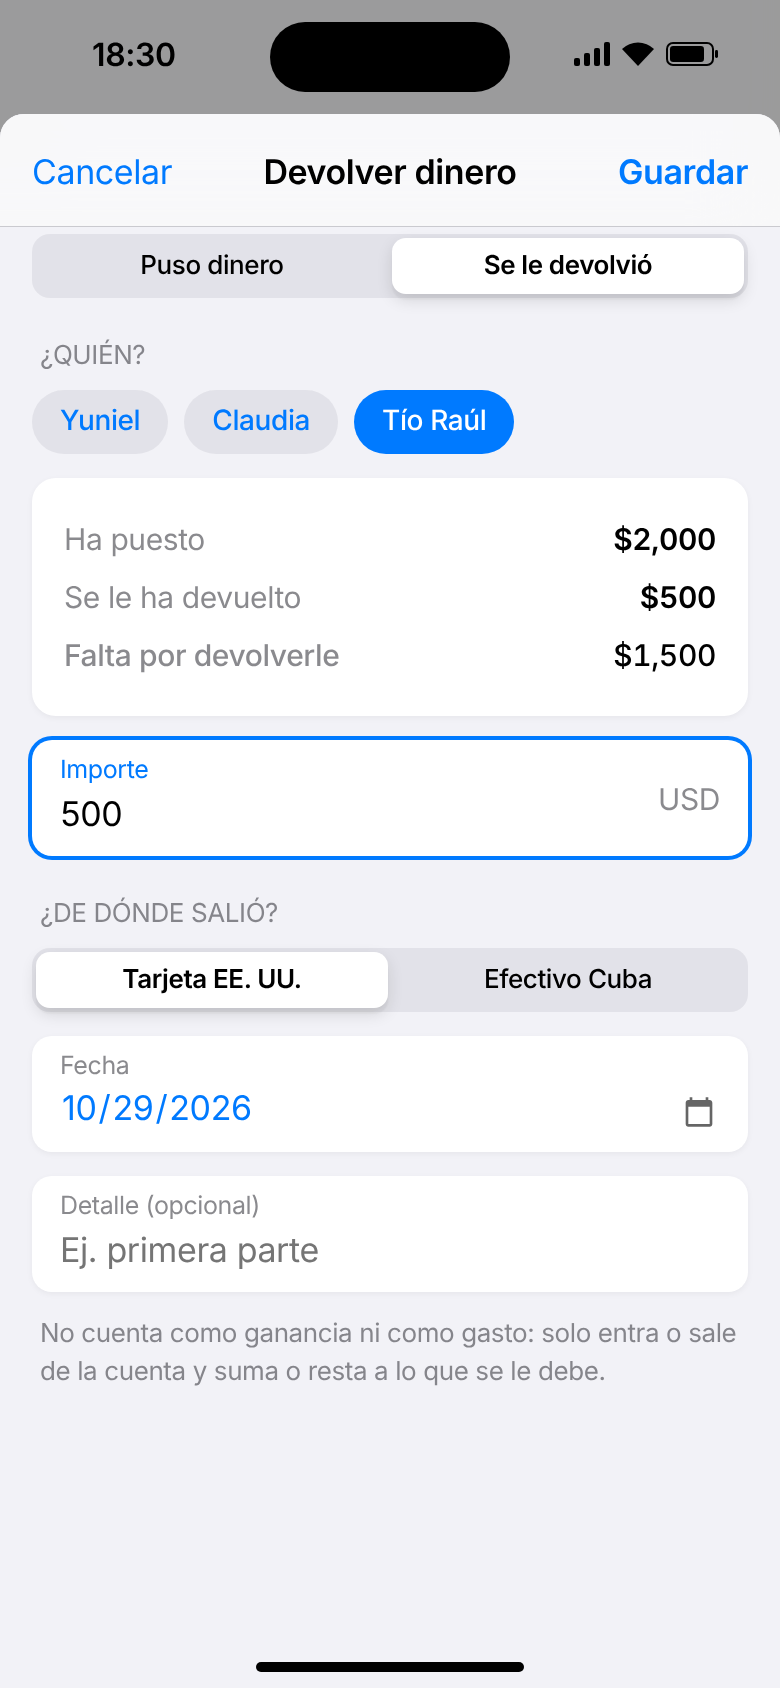 18:30
Cancelar Devolver dinero Guardar
Puso dinero Se le devolvió
¿QUIÉN?
Yuniel Claudia Tío Raúl
Ha puesto $2,000
Se le ha devuelto $500
Falta por devolverle $1,500
Importe
500 USD
¿DE DÓNDE SALIÓ?
Tarjeta EE. UU. Efectivo Cuba
Fecha
10/29/2026
Detalle (opcional)
Ej. primera parte
No cuenta como ganancia ni como gasto: solo entra o sale
de la cuenta y suma o resta a lo que se le debe.